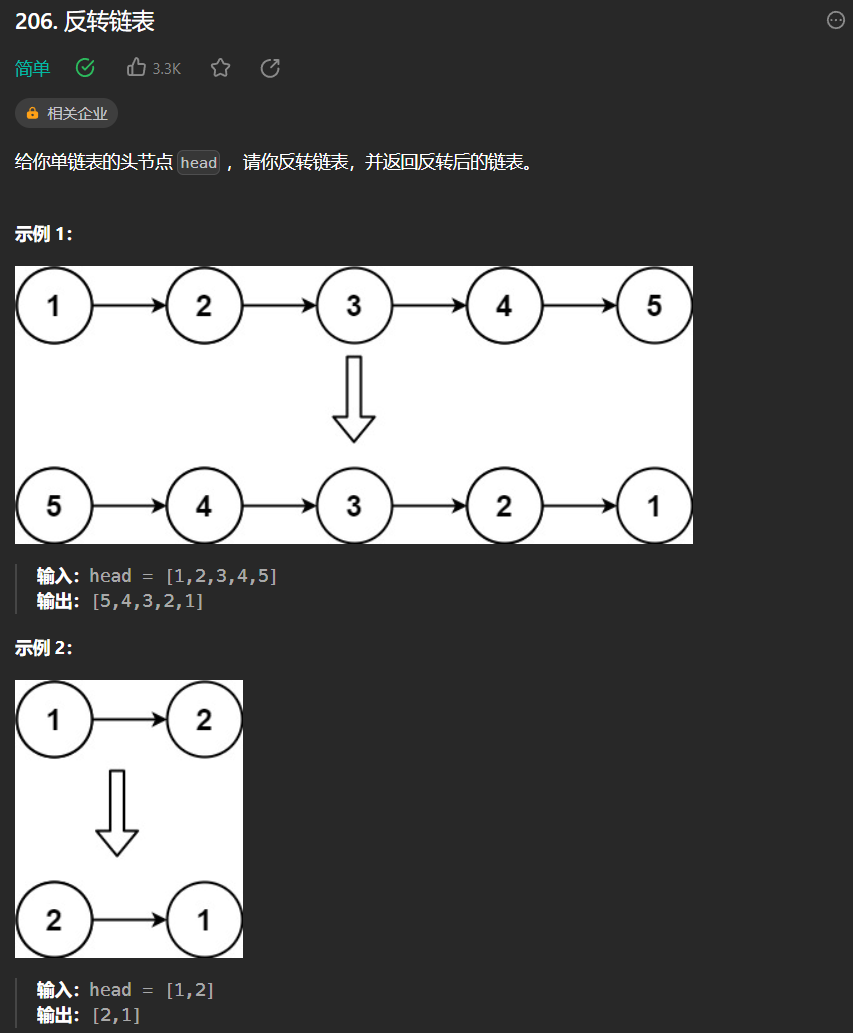 206. 反转链表
简单 3.3K
相关企业
给你单链表的头节点 head ，请你反转链表，并返回反转后的链表。
示例 1：
1 2 3 4 5
5 4 3 2 1
输入：head = [1,2,3,4,5]
输出：[5,4,3,2,1]
示例 2：
1 2
2 1
输入：head = [1,2]
输出：[2,1]